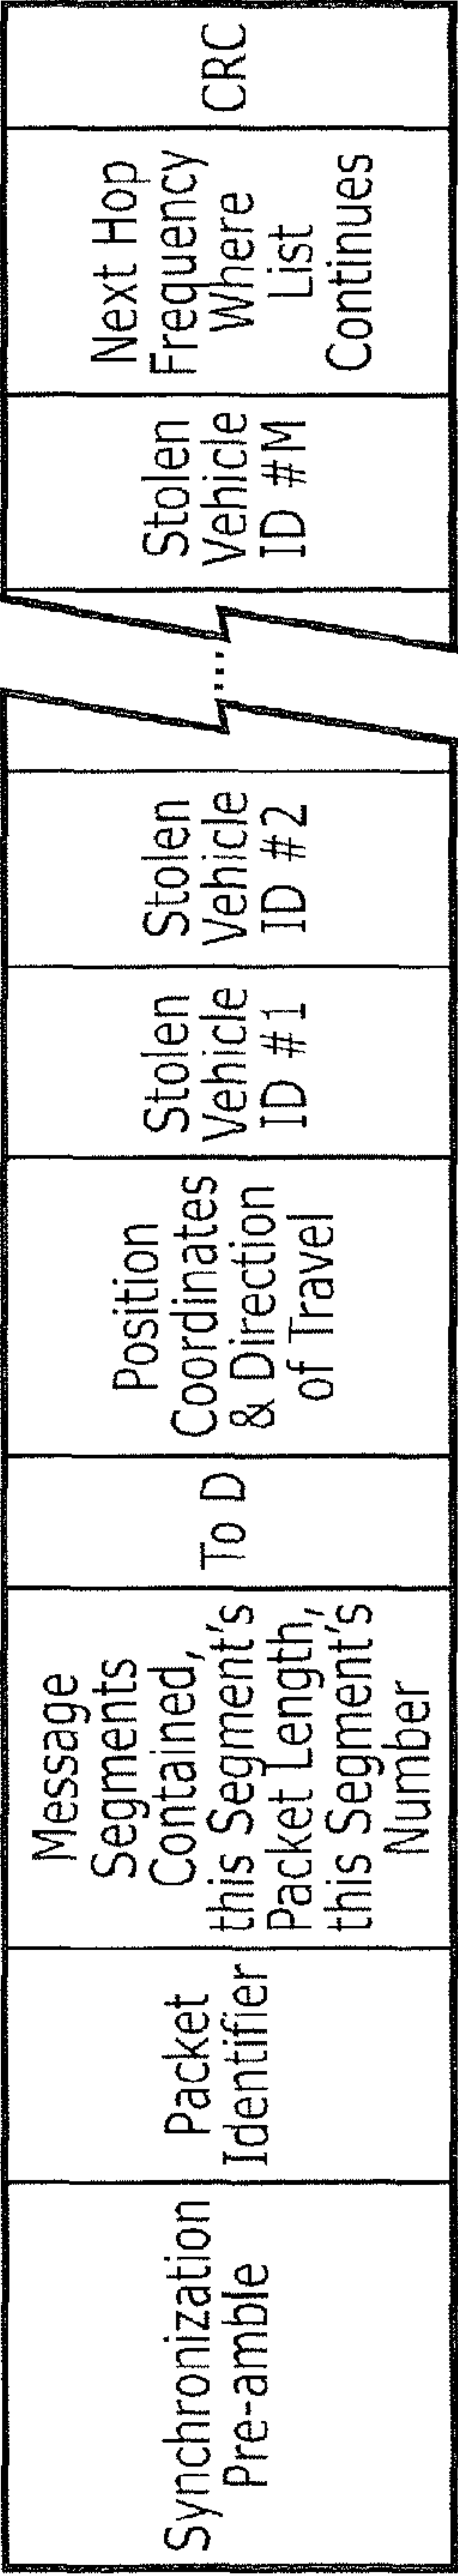 Synchronization
Pre-amble
Packet
Identifier
Message
Segments
Contained,
this Segment's
Packet Length,
this Segment's
Number
To D
Position
Coordinates
& Direction
of Travel
Stolen
Vehicle
ID #1
Stolen
Vehicle
ID #2
....
Stolen
Vehicle
ID #M
Next Hop
Frequency
Where
List
Continues
CRC